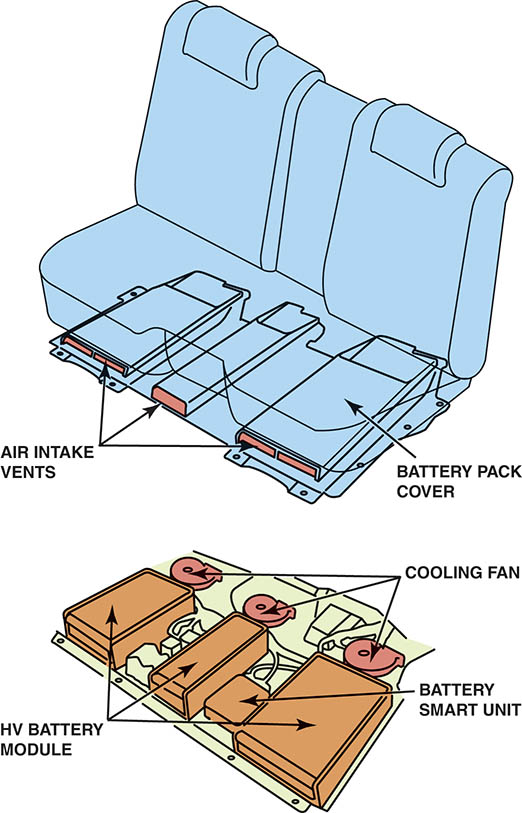 AIR INTAKE
VENTS
BATTERY PACK
COVER
COOLING FAN
BATTERY
SMART UNIT
HV BATTERY
MODULE